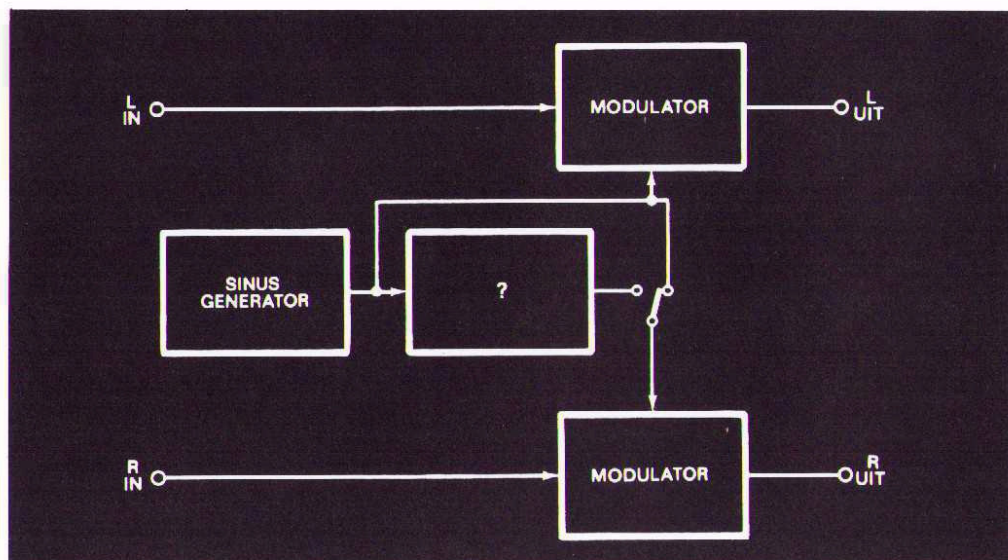 L
IN
MODULATOR
L
UIT
SINUS
GENERATOR
?
R
IN
MODULATOR
R
UIT